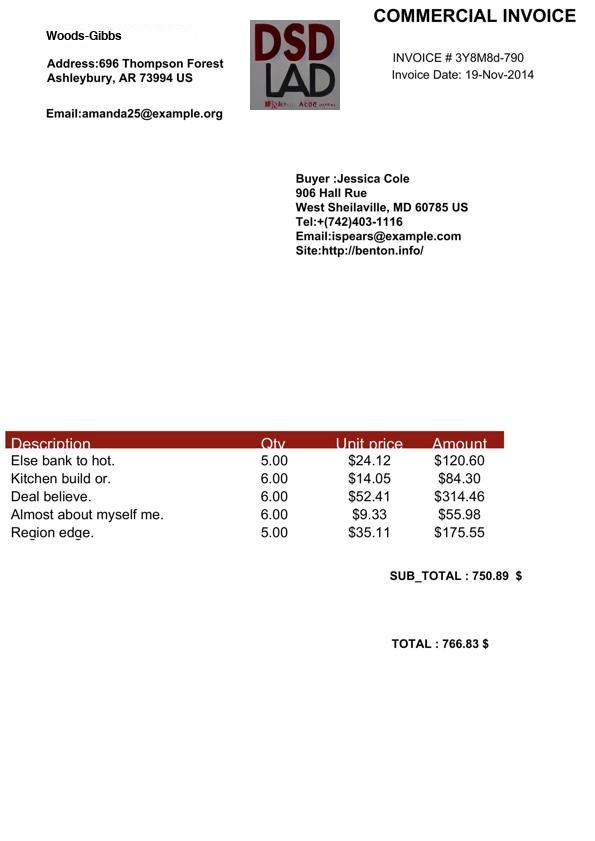 COMMERCIAL INVOICE
Woods-Gibbs
Address:696 Thompson Forest
Ashleybury, AR 73994 US
Email:amanda25@example.org
DSD
LAD
INVOICE # 3Y8M8d-790
Invoice Date: 19-Nov-2014
Buyer :Jessica Cole
906 Hall Rue
West Sheilaville, MD 60785 US
Tel:+(742)403-1116
Email:ispears@example.com
Site:http://benton.info/
Description Qty Unit price Amount
Else bank to hot. 5.00 $24.12 $120.60
Kitchen build or. 6.00 $14.05 $84.30
Deal believe. 6.00 $52.41 $314.46
Almost about myself me. 6.00 $9.33 $55.98
Region edge. 5.00 $35.11 $175.55
SUB_TOTAL : 750.89 $
TOTAL : 766.83 $